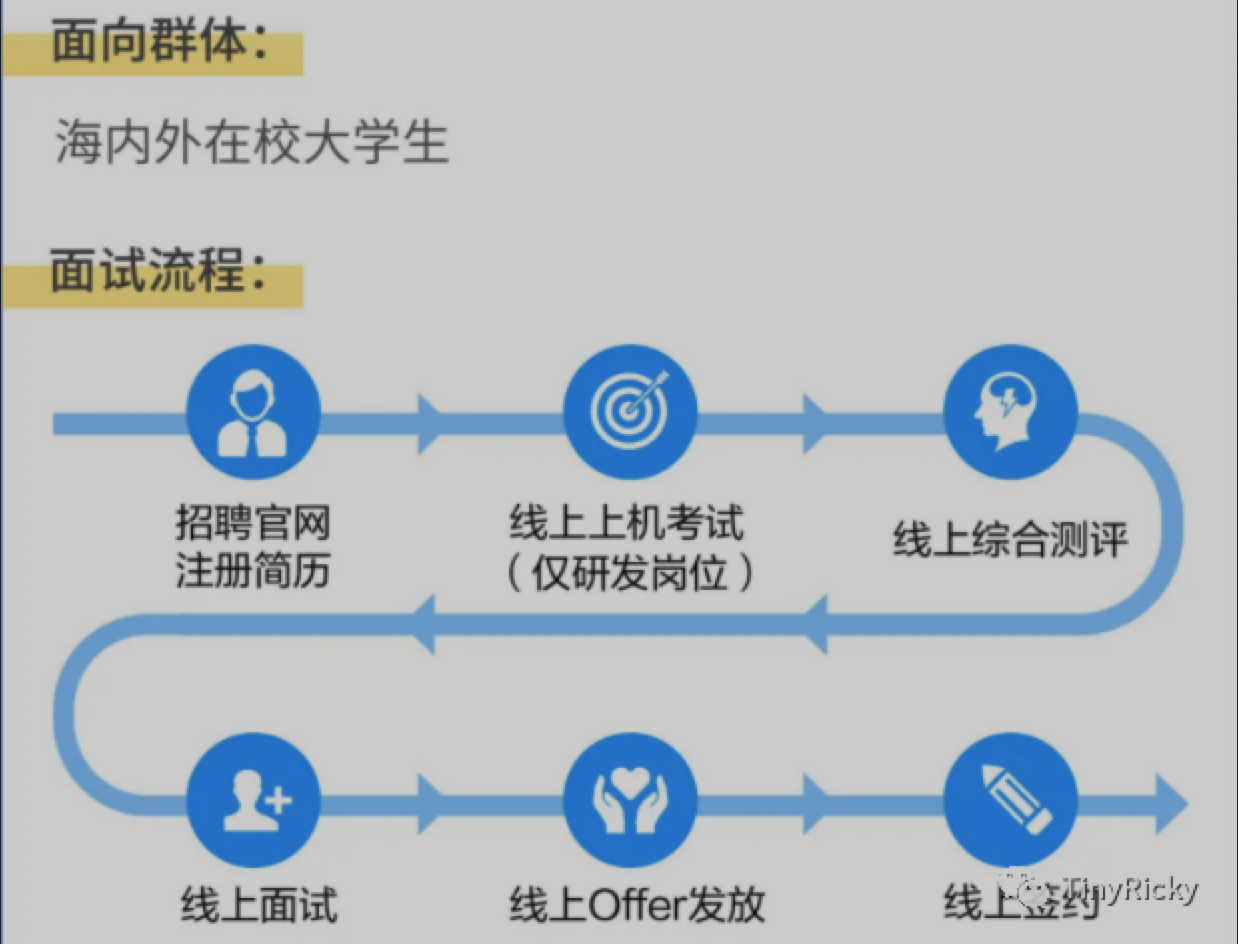 面向群体：
海内外在校大学生
面试流程：
招聘官网
注册简历
线上上机考试
（仅研发岗位）
线上综合测评
线上面试
线上Offer发放
线上签约
TinyRicky